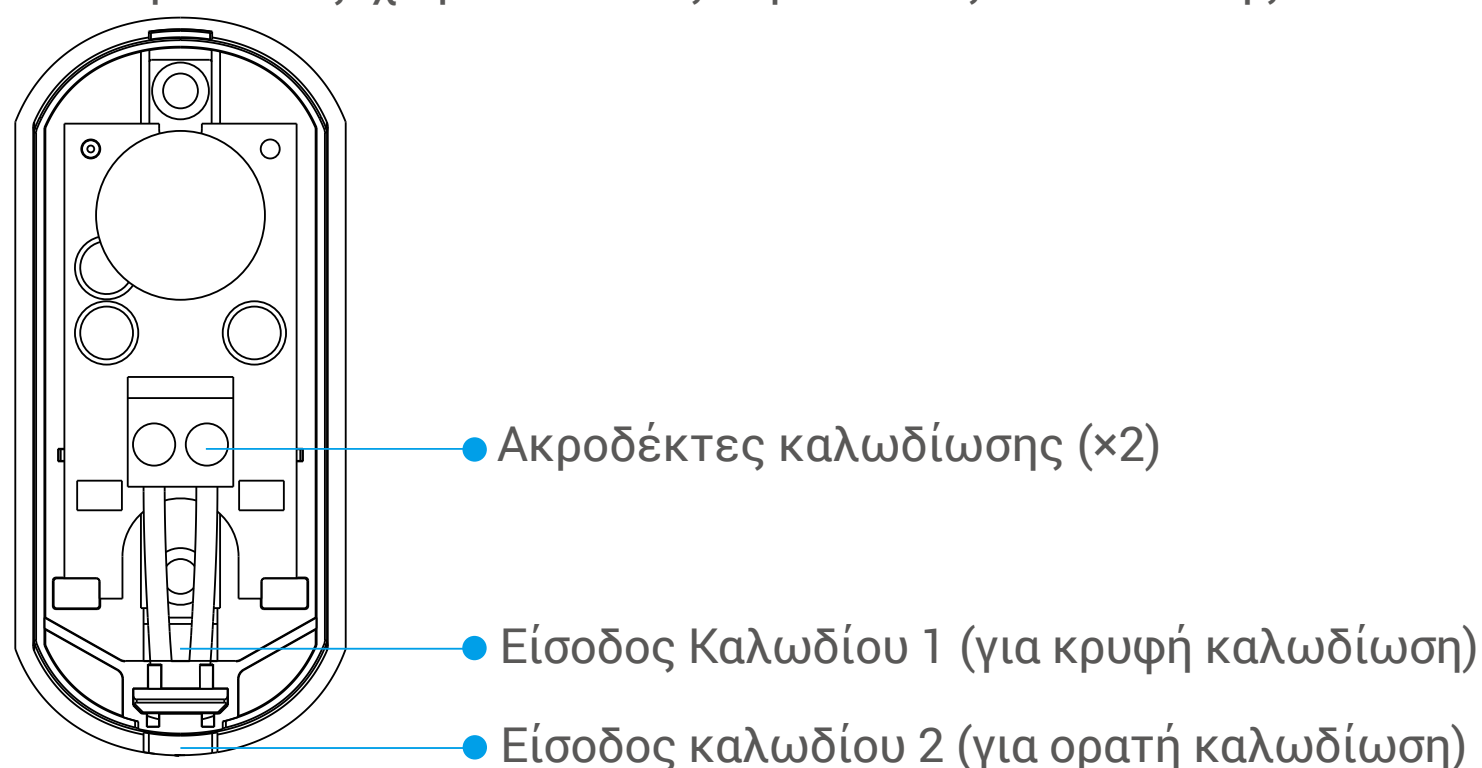 Ακροδέκτες καλωδίωσης (×2)
Είσοδος Καλωδίου 1 (για κρυφή καλωδίωση)
Είσοδος καλωδίου 2 (για ορατή καλωδίωση)